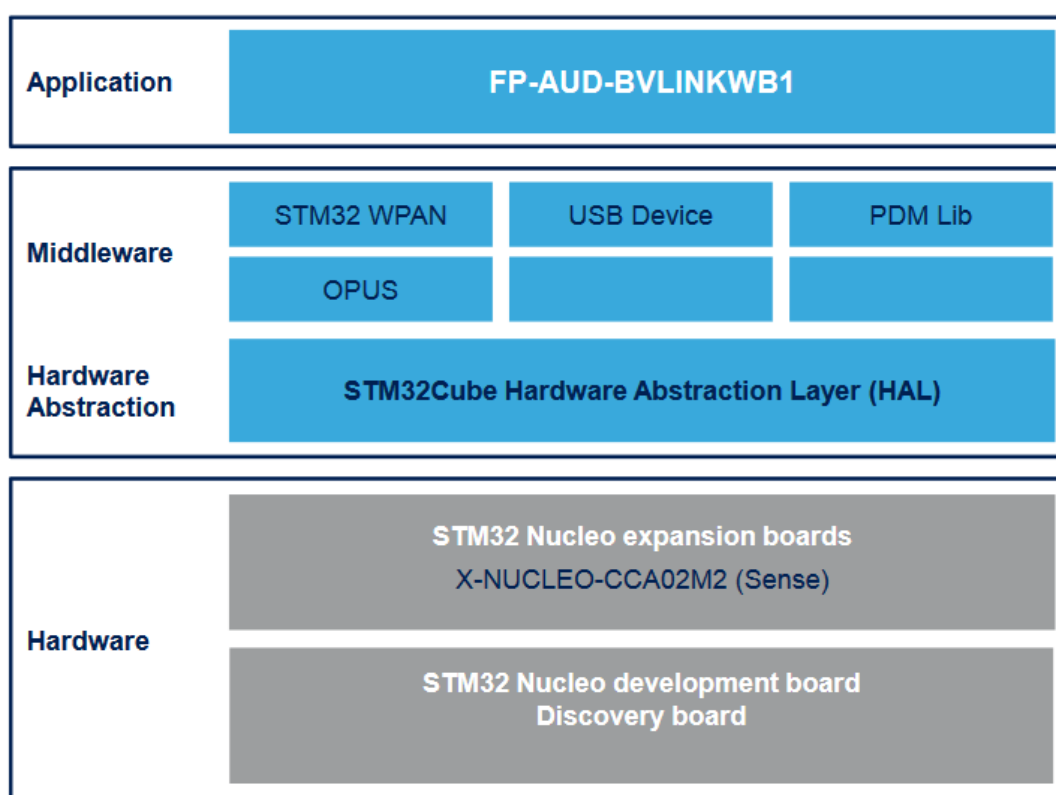 Application
FP-AUD-BVLINKWB1
Middleware
STM32 WPAN
USB Device
PDM Lib
OPUS
Hardware
Abstraction
STM32Cube Hardware Abstraction Layer (HAL)
Hardware
STM32 Nucleo expansion boards
X-NUCLEO-CCA02M2 (Sense)
STM32 Nucleo development board
Discovery board